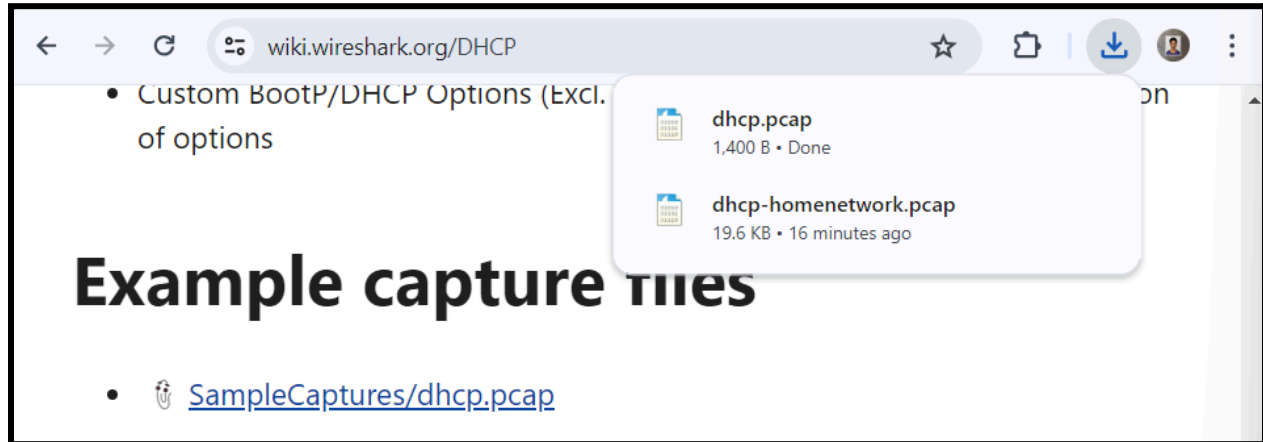 wiki.wireshark.org/DHCP
Custom BootP/DHCP Options (Excl. on
of options
dhcp.pcap
1,400 B • Done
dhcp-homenetwork.pcap
19.6 KB • 16 minutes ago
Example capture files
SampleCaptures/dhcp.pcap